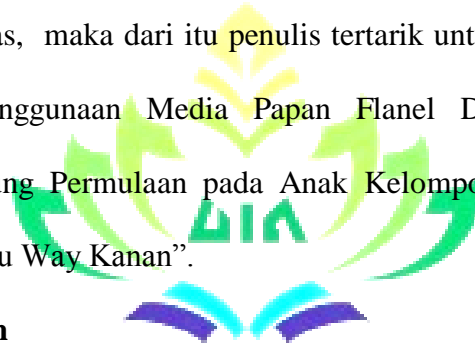 as, maka dari itu penulis tertarik unt
nggunaan Media Papan Flanel D
ng Permulaan pada Anak Kelompo
u Way Kanan”.
n